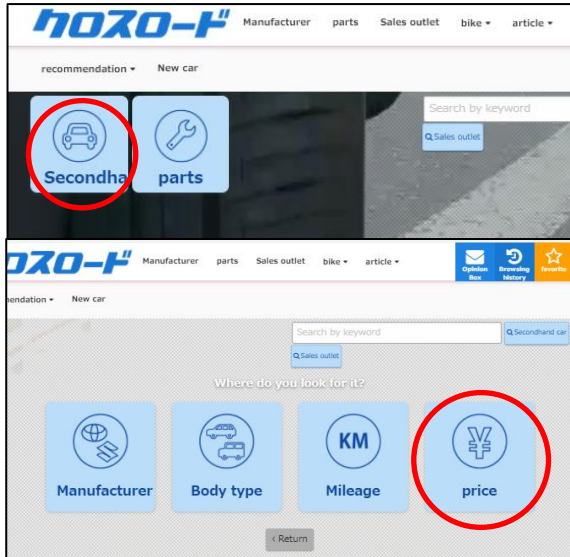 クロスロード Manufacturer parts Sales outlet bike article
recommendation New car
Search by keyword
Sales outlet
Secondha parts
ロスロード Manufacturer parts Sales outlet bike article
Opinion Box Browsing history favorite
mendation New car
Search by keyword Secondhand car
Sales outlet
Where do you look for it?
KM ¥
Manufacturer Body type Mileage price
< Return